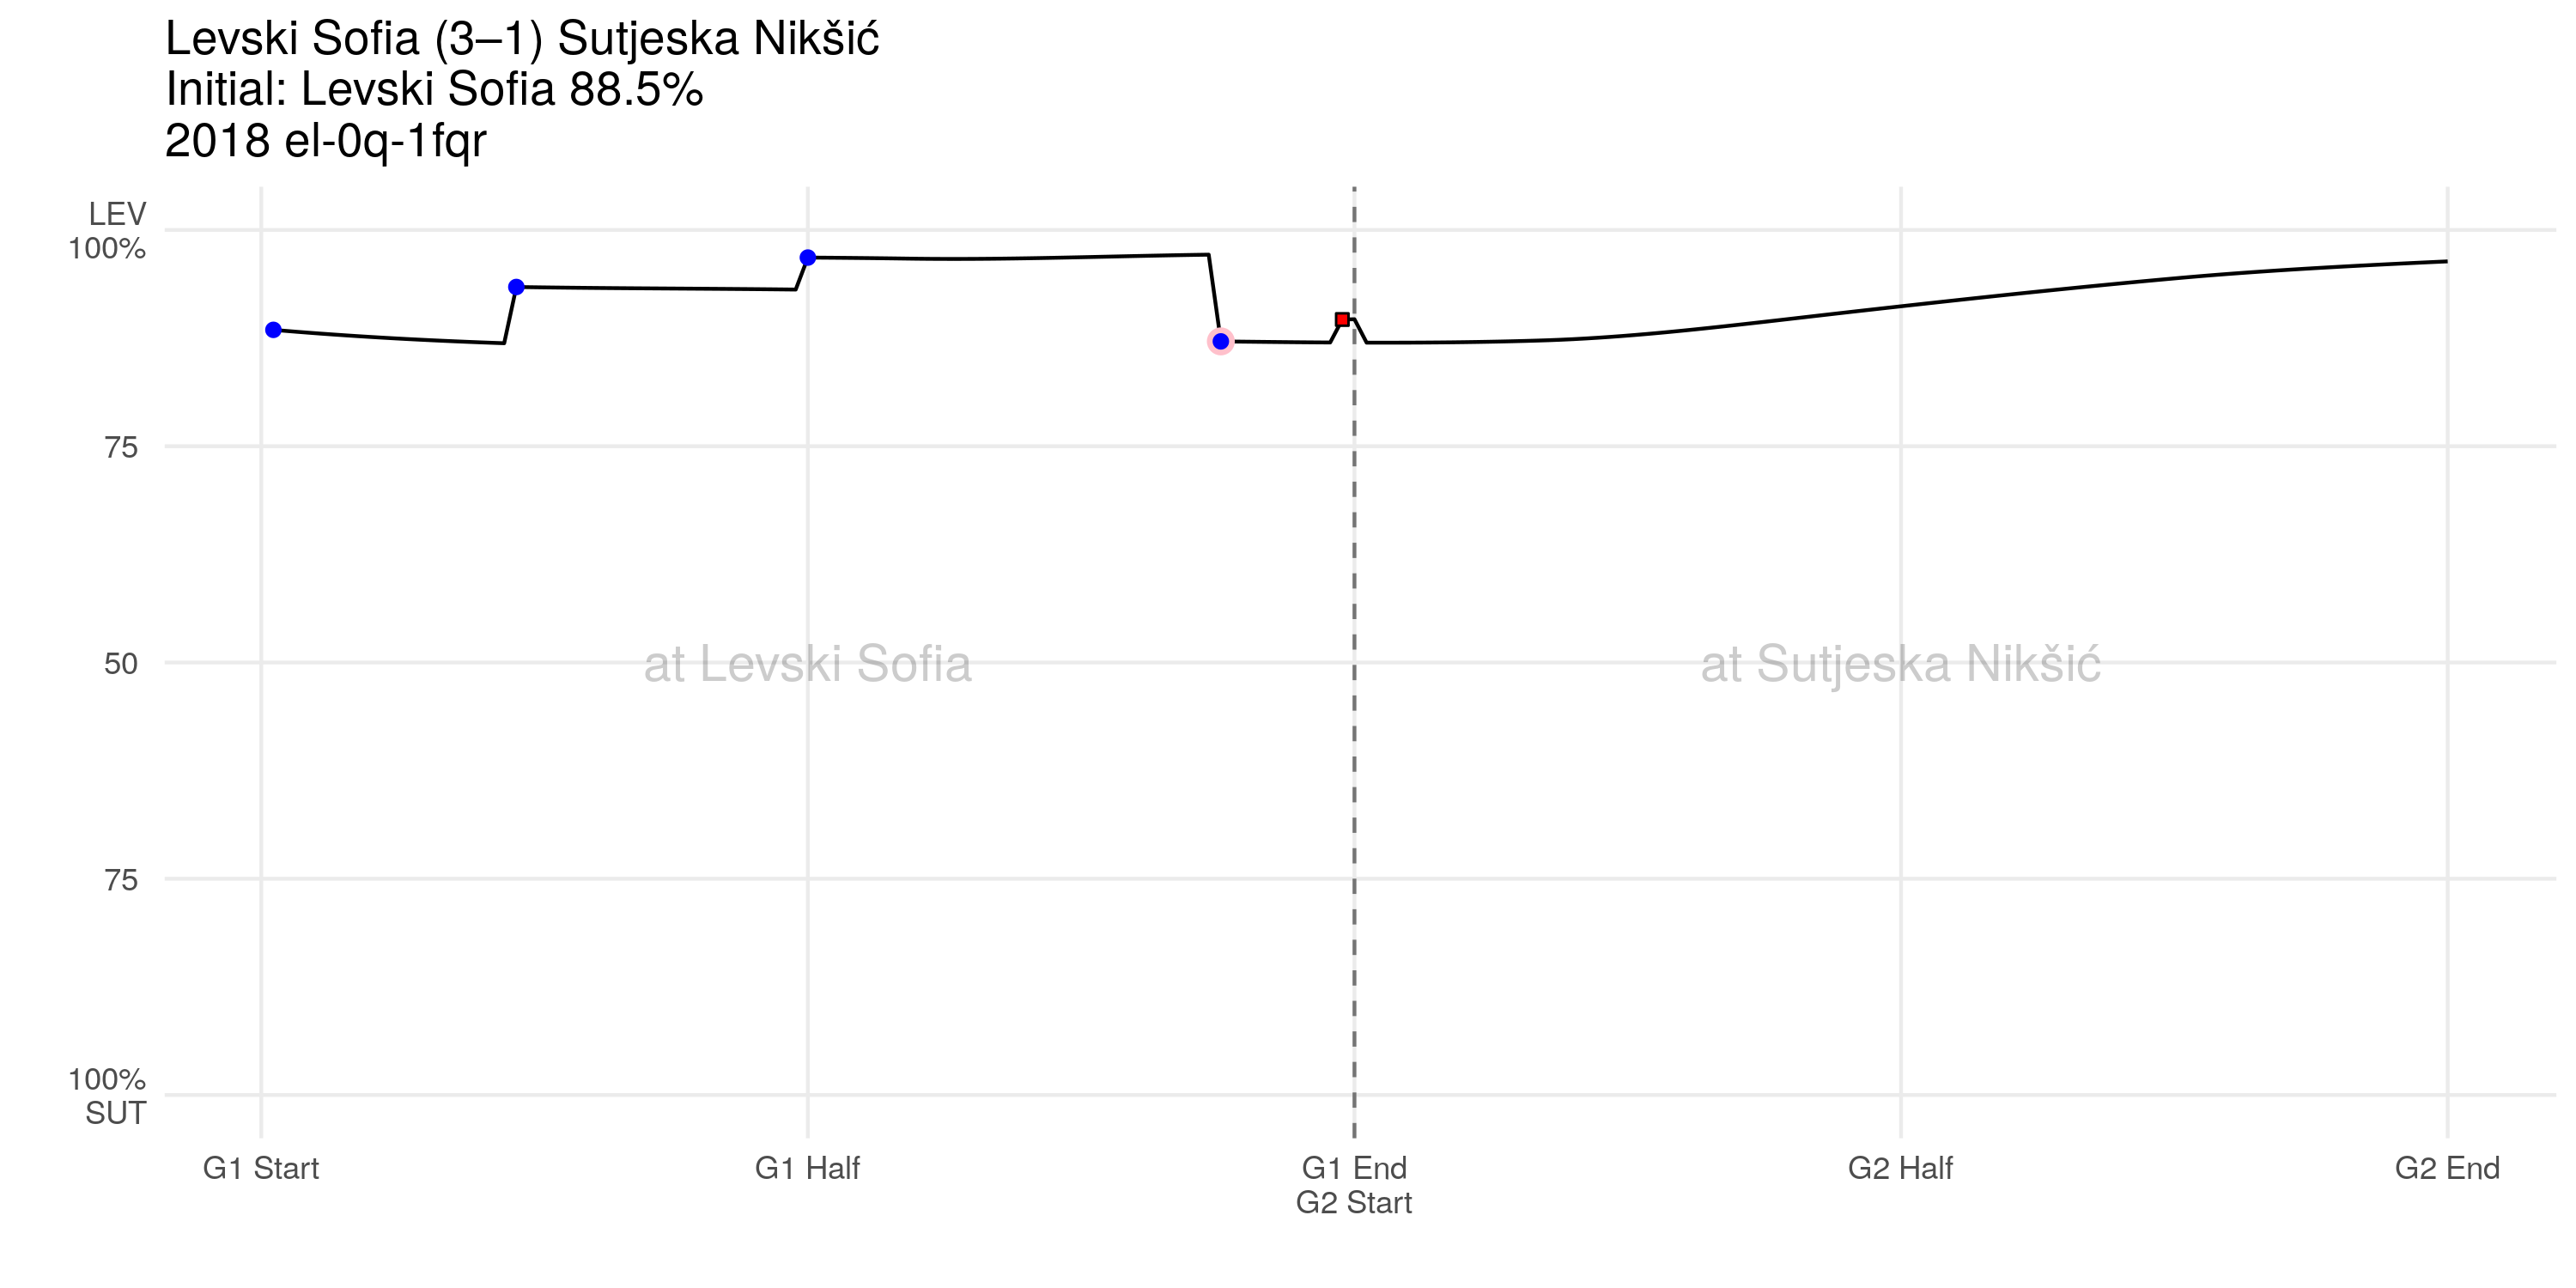 Levski Sofia (3–1) Sutjeska Nikšić
Initial: Levski Sofia 88.5%
2018 el-0q-1fqr
LEV
100%
75
50
75
100%
SUT
at Levski Sofia
at Sutjeska Nikšić
G1 Start
G1 Half
G1 End
G2 Start
G2 Half
G2 End